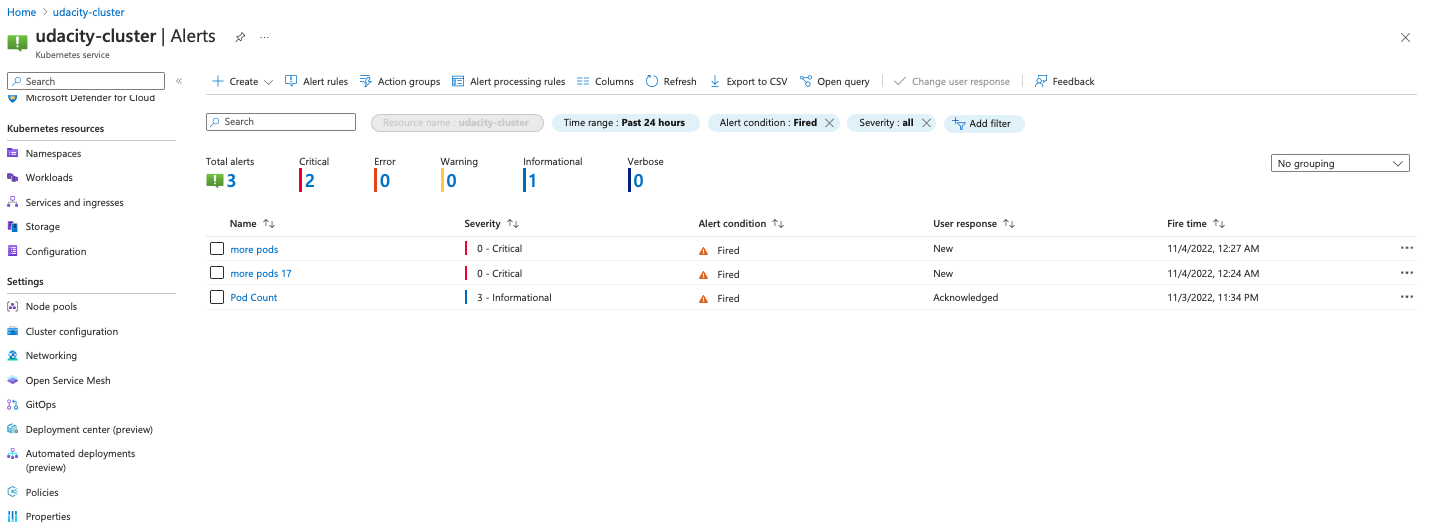 Home > udacity-cluster
udacity-cluster | Alerts ...
Kubernetes service
Search «
Microsoft Defender for Cloud
Kubernetes resources
Namespaces
Workloads
Services and ingresses
Storage
Configuration
Settings
Node pools
Cluster configuration
Networking
Open Service Mesh
GitOps
Deployment center (preview)
Automated deployments
(preview)
Policies
Properties
Create Alert rules Action groups Alert processing rules Columns Refresh Export to CSV Open query Change user response Feedback
Search Resource name : udacity-cluster Time range : Past 24 hours Alert condition : Fired Severity : all Add filter
Total alerts Critical Error Warning Informational Verbose
3 2 0 0 1 0
No grouping
Name Severity Alert condition User response Fire time
more pods 0 - Critical Fired New 11/4/2022, 12:27 AM ...
more pods 17 0 - Critical Fired New 11/4/2022, 12:24 AM ...
Pod Count 3 - Informational Fired Acknowledged 11/3/2022, 11:34 PM ...